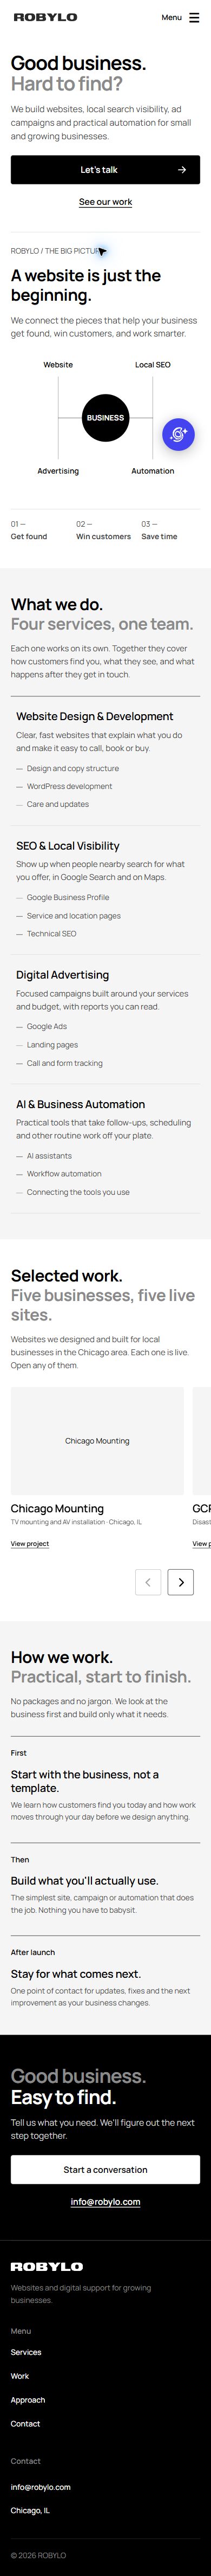 ROBYLO
Menu
Good business.
Hard to find?
We build websites, local search visibility, ad
campaigns and practical automation for small
and growing businesses.
Let's talk
See our work
ROBYLO / THE BIG PICTUR
A website is just the
beginning.
We connect the pieces that help your business
get found, win customers, and work smarter.
Website
Local SEO
BUSINESS
Advertising
Automation
01 —
02 —
03 —
Get found
Win customers
Save time
What we do.
Four services, one team.
Each one works on its own. Together they cover
how customers find you, what they see, and what
happens after they get in touch.
Website Design & Development
Clear, fast websites that explain what you do
and make it easy to call, book or buy.
— Design and copy structure
— WordPress development
— Care and updates
SEO & Local Visibility
Show up when people nearby search for what
you offer, in Google Search and on Maps.
— Google Business Profile
— Service and location pages
— Technical SEO
Digital Advertising
Focused campaigns built around your services
and budget, with reports you can read.
— Google Ads
— Landing pages
— Call and form tracking
AI & Business Automation
Practical tools that take follow-ups, scheduling
and other routine work off your plate.
— AI assistants
— Workflow automation
— Connecting the tools you use
Selected work.
Five businesses, five live
sites.
Websites we designed and built for local
businesses in the Chicago area. Each one is live.
Open any of them.
Chicago Mounting
Chicago Mounting
GCF
TV mounting and AV installation · Chicago, IL
Disast
View project
View p
How we work.
Practical, start to finish.
No packages and no jargon. We look at the
business first and build only what it needs.
First
Start with the business, not a
template.
We learn how customers find you today and how work
moves through your day before we design anything.
Then
Build what you'll actually use.
The simplest site, campaign or automation that does
the job. Nothing you have to babysit.
After launch
Stay for what comes next.
One point of contact for updates, fixes and the next
improvement as your business changes.
Good business.
Easy to find.
Tell us what you need. We'll figure out the next
step together.
Start a conversation
info@robylo.com
ROBYLO
Websites and digital support for growing
businesses.
Menu
Services
Work
Approach
Contact
Contact
info@robylo.com
Chicago, IL
© 2026 ROBYLO